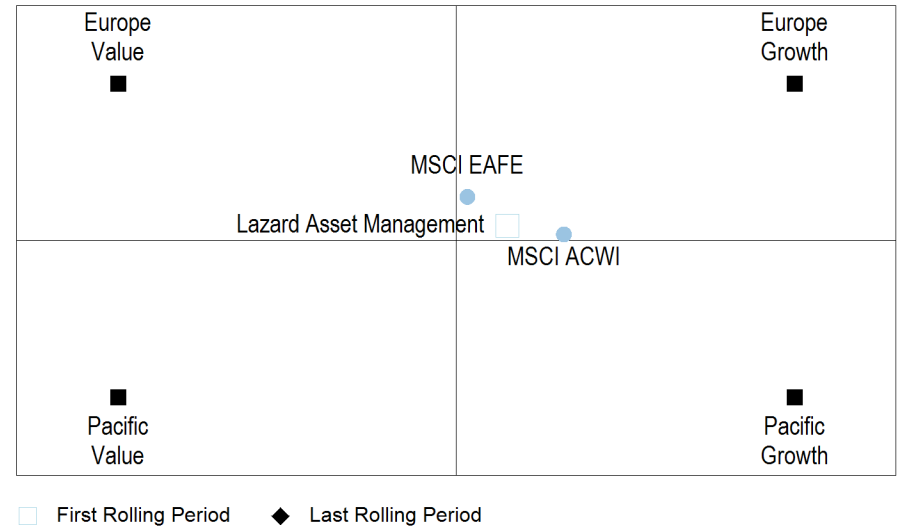 Europe
Value
Europe
Growth
MSCI EAFE
Lazard Asset Management
MSCI ACWI
Pacific
Value
Pacific
Growth
First Rolling Period
Last Rolling Period